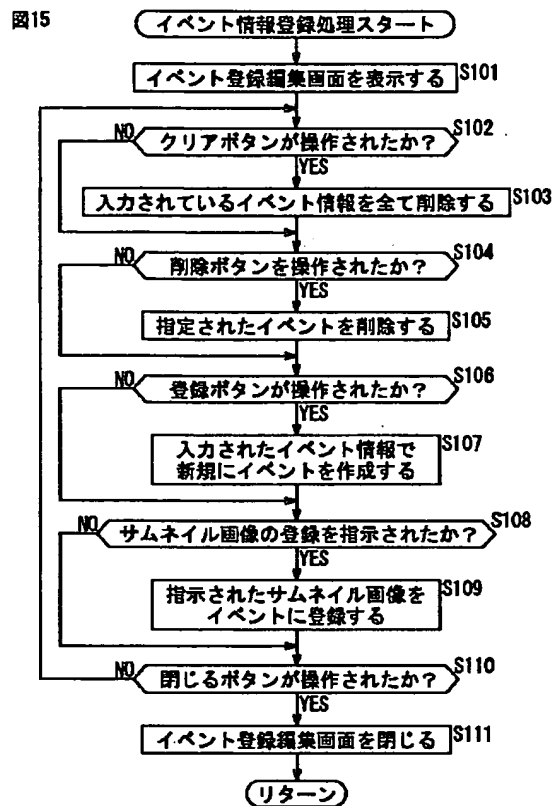 図15
イベント情報登録処理スタート
イベント登録編集画面を表示する S101
NO クリアボタンが操作されたか? S102
YES
入力されているイベント情報を全て削除する S103
NO 削除ボタンを操作されたか? S104
YES
指定されたイベントを削除する S105
NO 登録ボタンが操作されたか? S106
YES
入力されたイベント情報で S107
新規にイベントを作成する
NO サムネイル画像の登録を指示されたか? S108
YES
指示されたサムネイル画像を S109
イベントに登録する
NO 閉じるボタンが操作されたか? S110
YES
イベント登録編集画面を閉じる S111
リターン